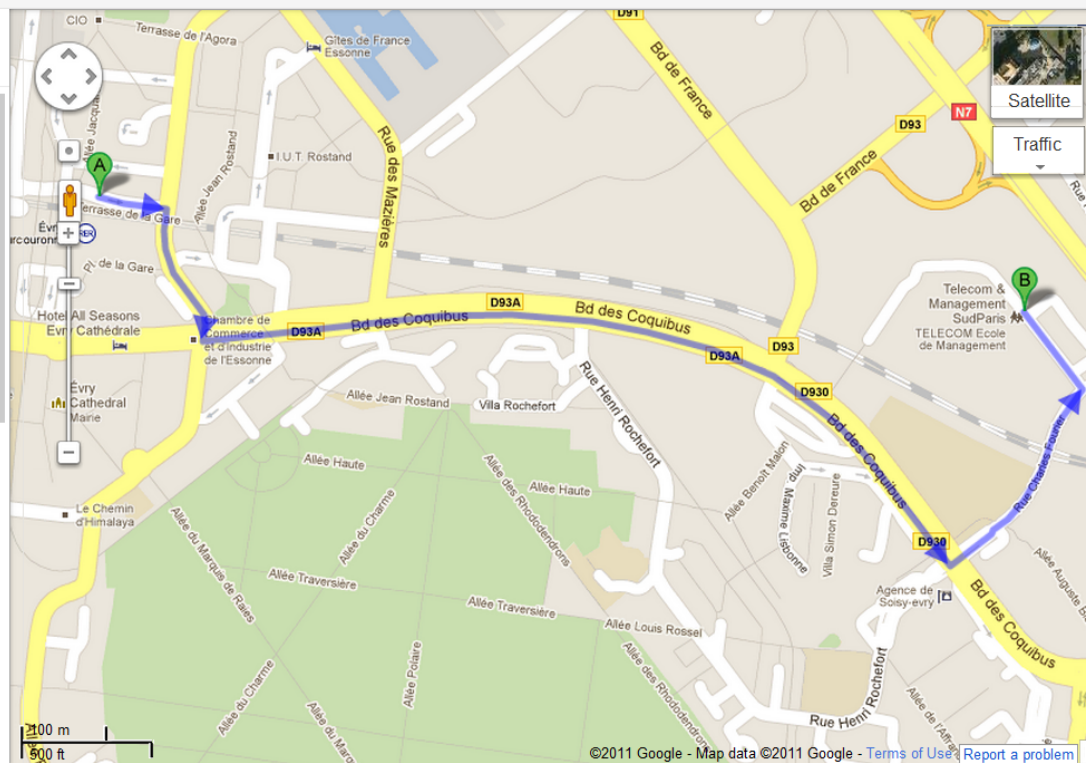 CIO
Terrasse de l'Agora
Gîtes de France
Essonne
D91
Bd de France
Satellite
Traffic
N7
D93
Bd de France
Allée Jean Rostand
I.U.T. Rostand
Rue des Mazières
A
Terrasse de la Gare
RER
Pl. de la Gare
B
Telecom &
Management
SudParis
TELECOM Ecole
de Management
Hotel All Seasons
Evry Cathédrale
Chambre de
Commerce
et d'Industrie
de l'Essonne
D93A
Bd des Coquibus
D93A
Bd des Coquibus
D93A
D93
D930
Évry
Cathedral
Mairie
Allée Jean Rostand
Villa Rochefort
Rue Henri Rochefort
Bd des Coquibus
Allée Haute
Allée Haute
Allée des Rhododendrons
Allée Benoît Malon
Imp. Maxime Lisbonne
Villa Simon Dereure
Rue Charles Fourier
Le Chemin
d'Himalaya
Allée du Marquis de Raies
Allée du Charme
D930
Allée Traversière
Allée Traversière
Agence de
Soisy-evry
Bd des Coquibus
Allée Louis Rossel
Allée Polaire
Allée du Charme
Allée des Rhododendrons
Rue Henri Rochefort
100 m
500 ft
©2011 Google - Map data ©2011 Google - Terms of Use
Report a problem